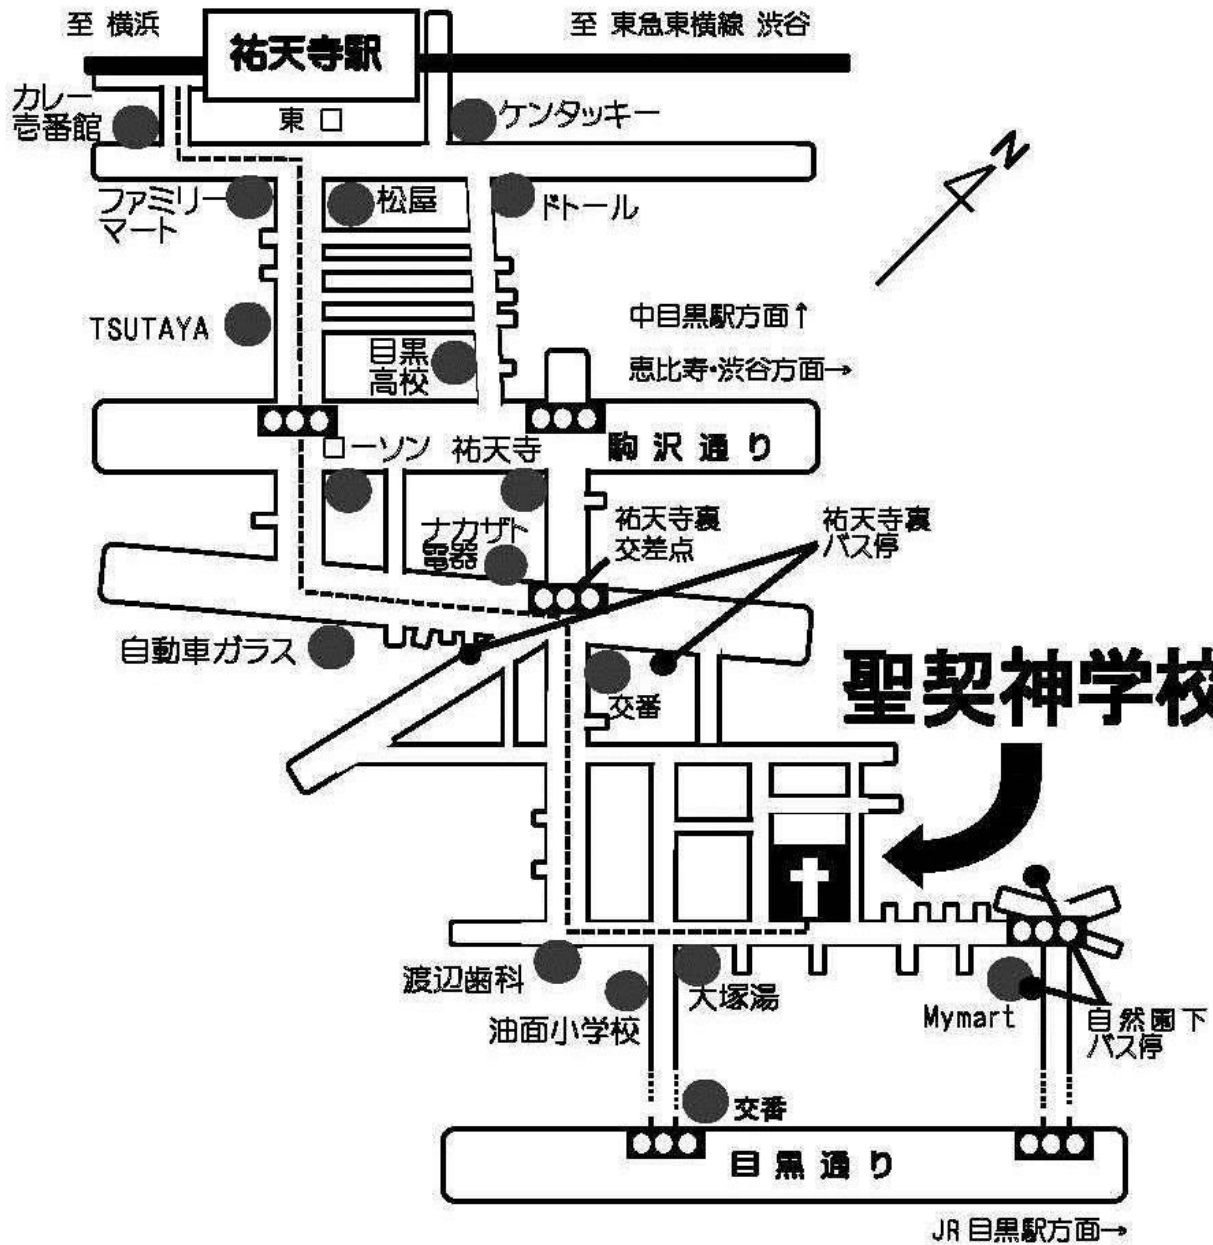 至 横浜
至 東急東横線 渋谷
祐天寺駅
カレー
壱番館
東 口
ケンタッキー
N
ファミリー
マート
松屋
ドトール
TSUTAYA
目黒
高校
中目黒駅方面↑
恵比寿・渋谷方面→
ローソン
祐天寺
駒沢通り
ナカザト
電器
祐天寺裏
交差点
祐天寺裏
バス停
自動車ガラス
交番
聖契神学校
渡辺歯科
油面小学校
大塚湯
Mymart
自然園下
バス停
交番
目黒通り
JR目黒駅方面→